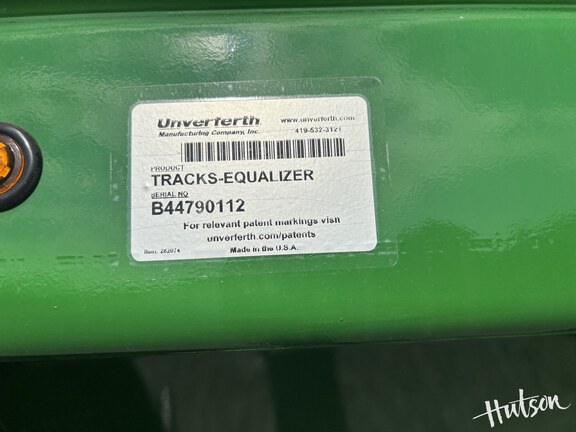 Unverferth www.unverferth.com
Manufacturing Company, Inc. 419-532-3121
PRODUCT
TRACKS-EQUALIZER
SERIAL NO
B44790112
For relevant patent markings visit
unverferth.com/patents
Made in the U.S.A.
Hutson